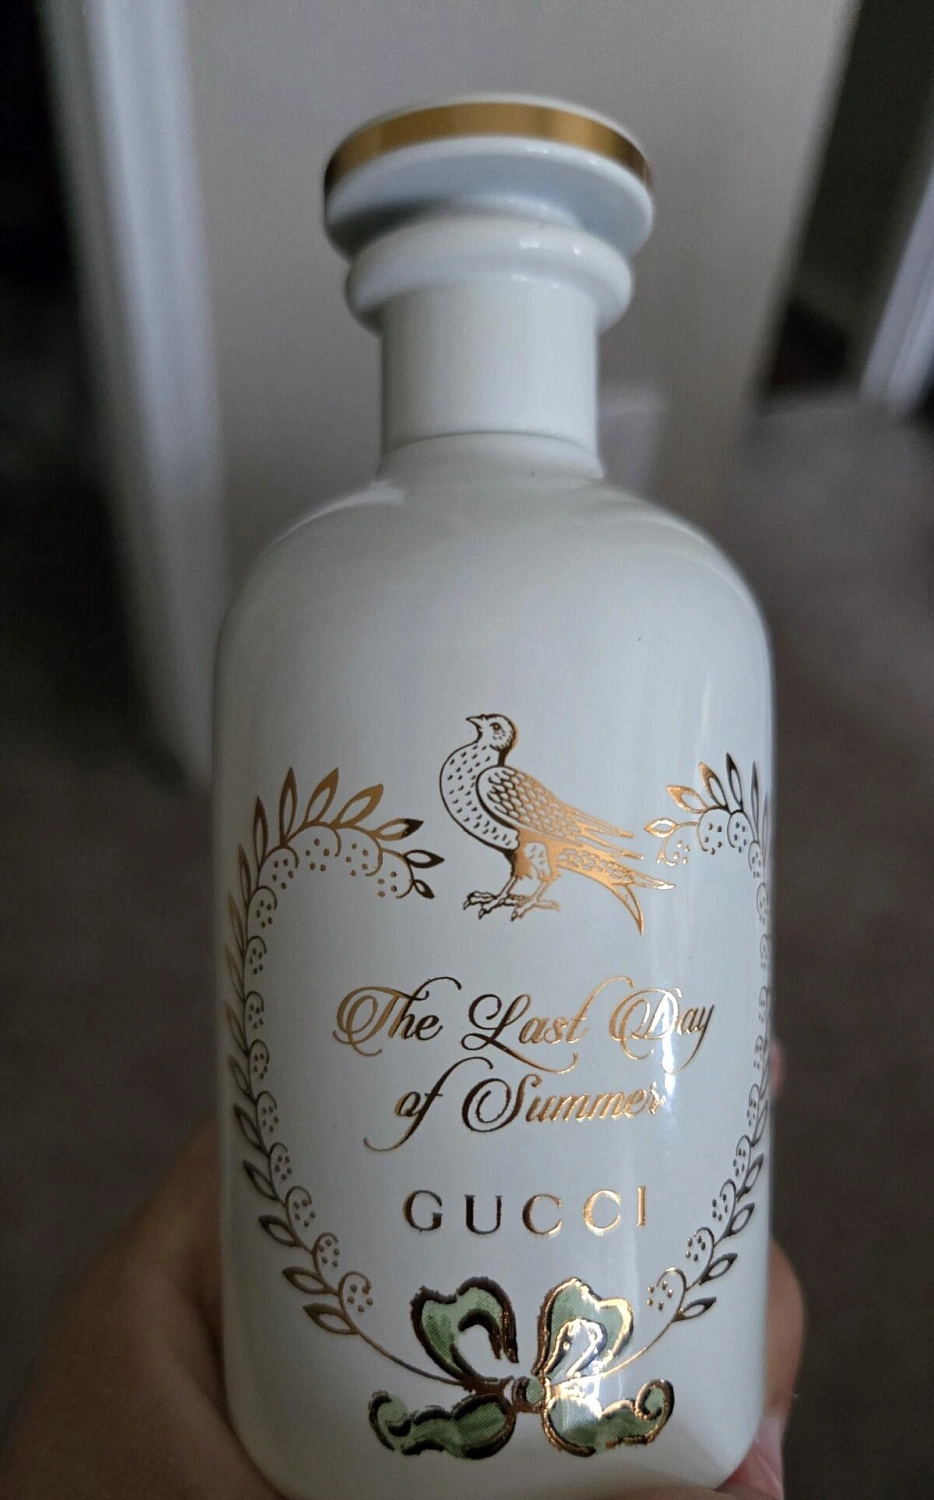 The Last Day
of Summer
GUCCI